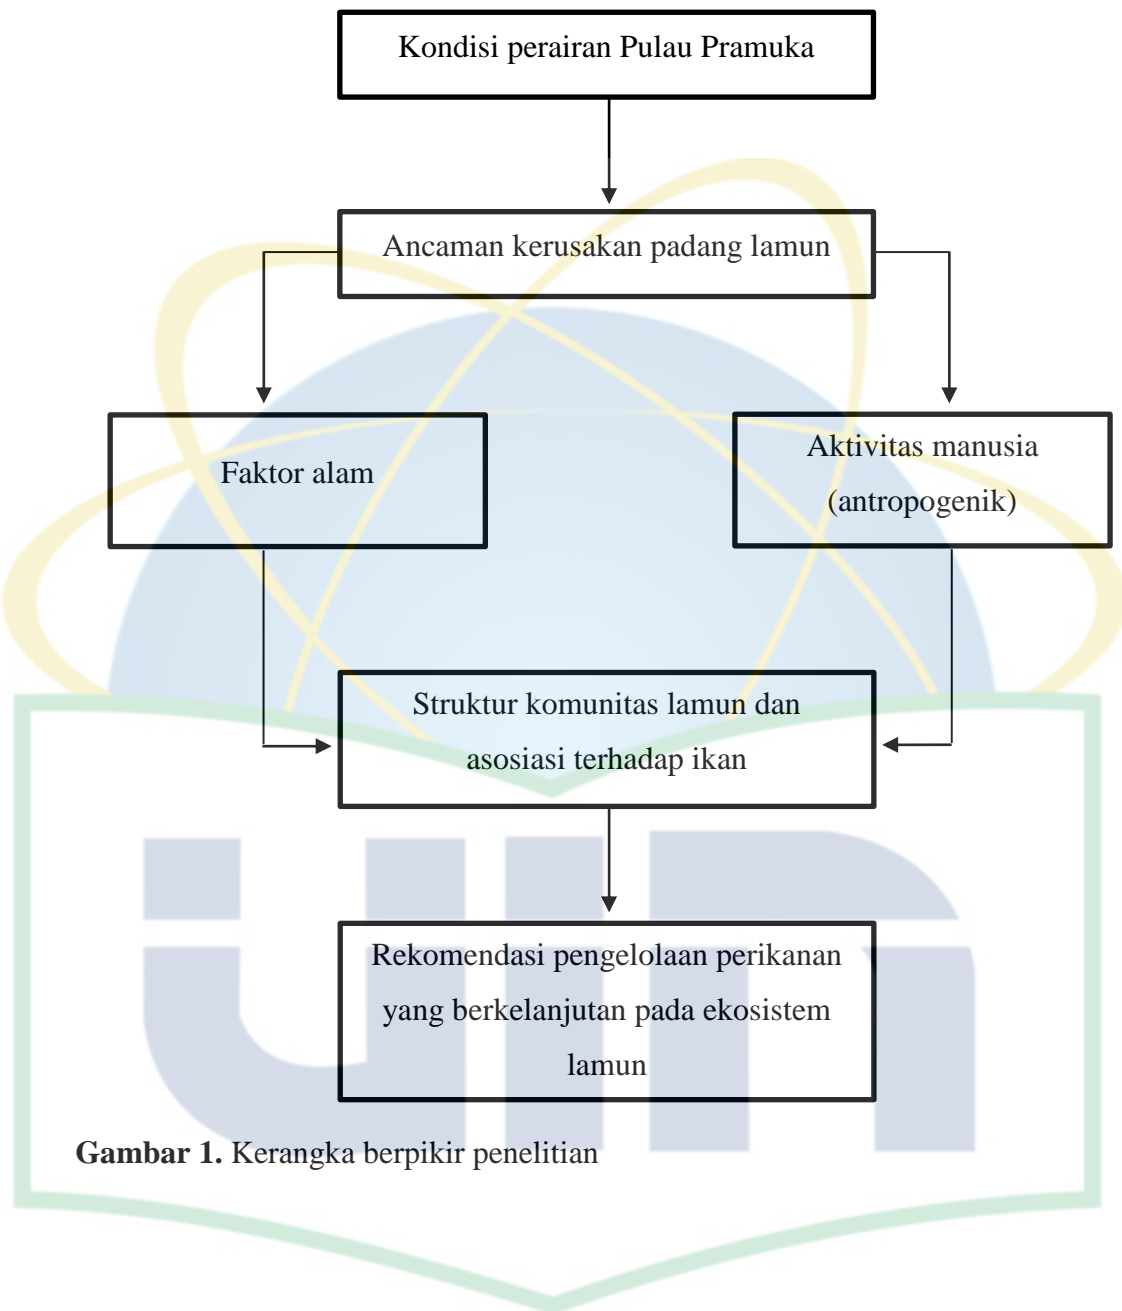 Kondisi perairan Pulau Pramuka
Ancaman kerusakan padang lamun
Faktor alam
Aktivitas manusia
(antropogenik)
Struktur komunitas lamun dan
asosiasi terhadap ikan
Rekomendasi pengelolaan perikanan
yang berkelanjutan pada ekosistem
lamun
Gambar 1. Kerangka berpikir penelitian
UIN